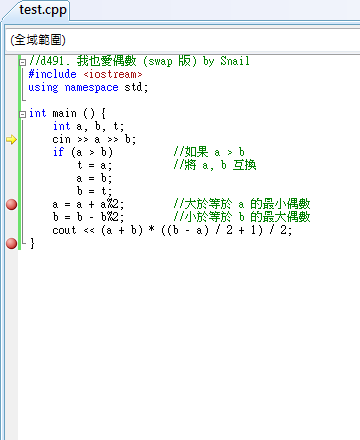 test.cpp
(全域範圍)
//d491. 我也愛偶數 (swap 版) by Snail
#include <iostream>
using namespace std;
int main () {
    int a, b, t;
    cin >> a >> b;
    if (a > b)          //如果 a > b
        t = a;          //將 a, b 互換
        a = b;
        b = t;
    a = a + a%2;        //大於等於 a 的最小偶數
    b = b - b%2;        //小於等於 b 的最大偶數
    cout << (a + b) * ((b - a) / 2 + 1) / 2;
}